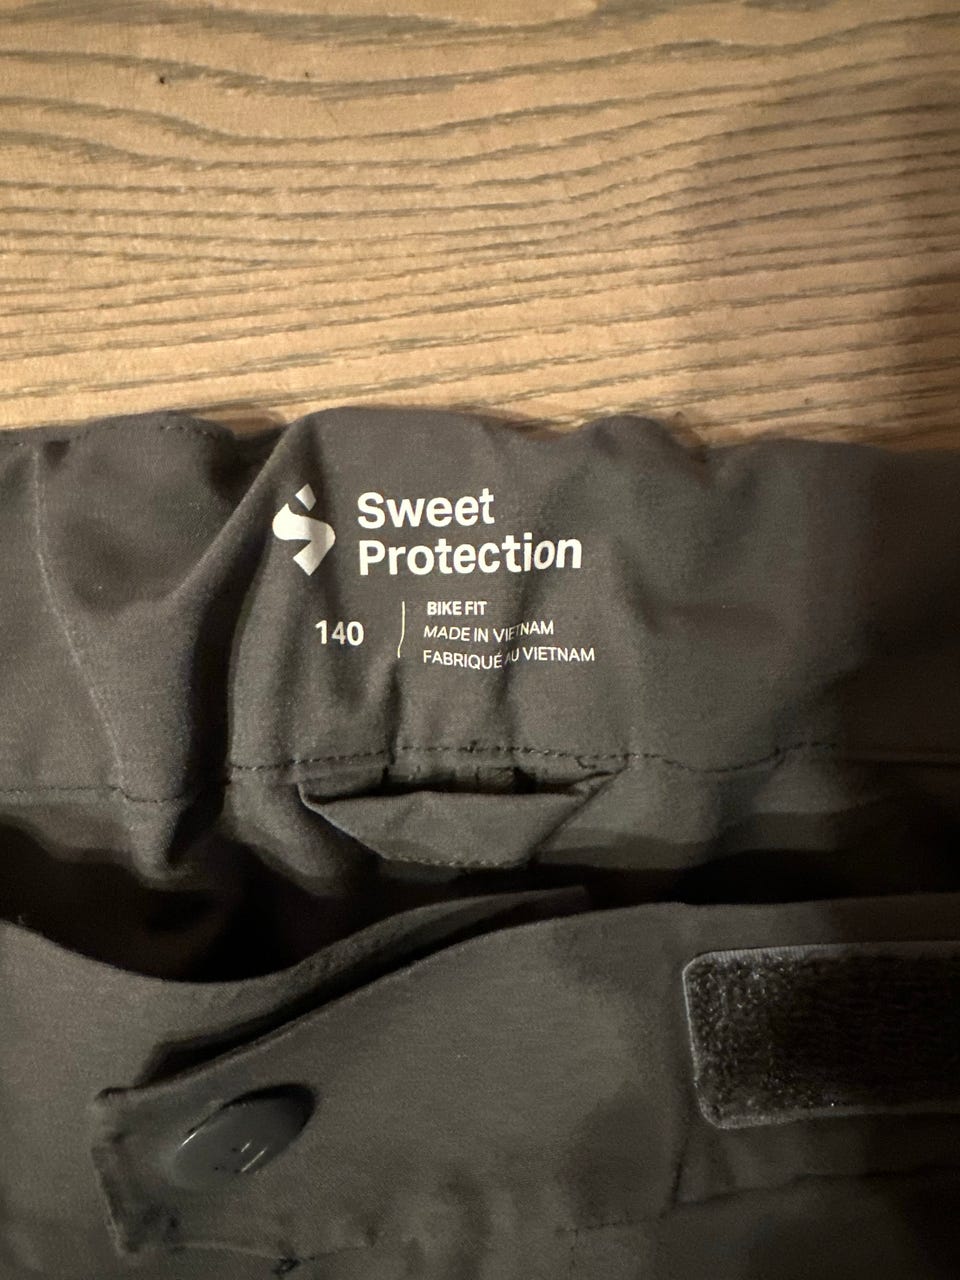 Sweet
Protection
140
BIKE FIT
MADE IN VIETNAM
FABRIQUÉ AU VIETNAM